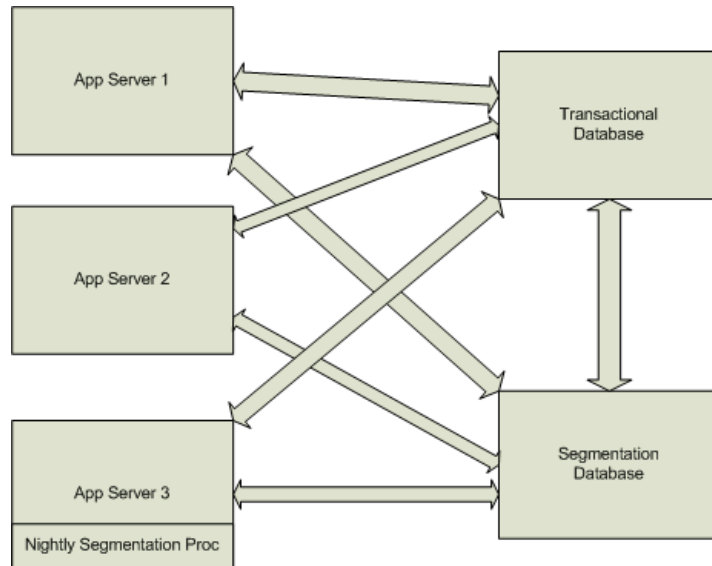 App Server 1
Transactional
Database
App Server 2
App Server 3
Segmentation
Database
Nightly Segmentation Proc